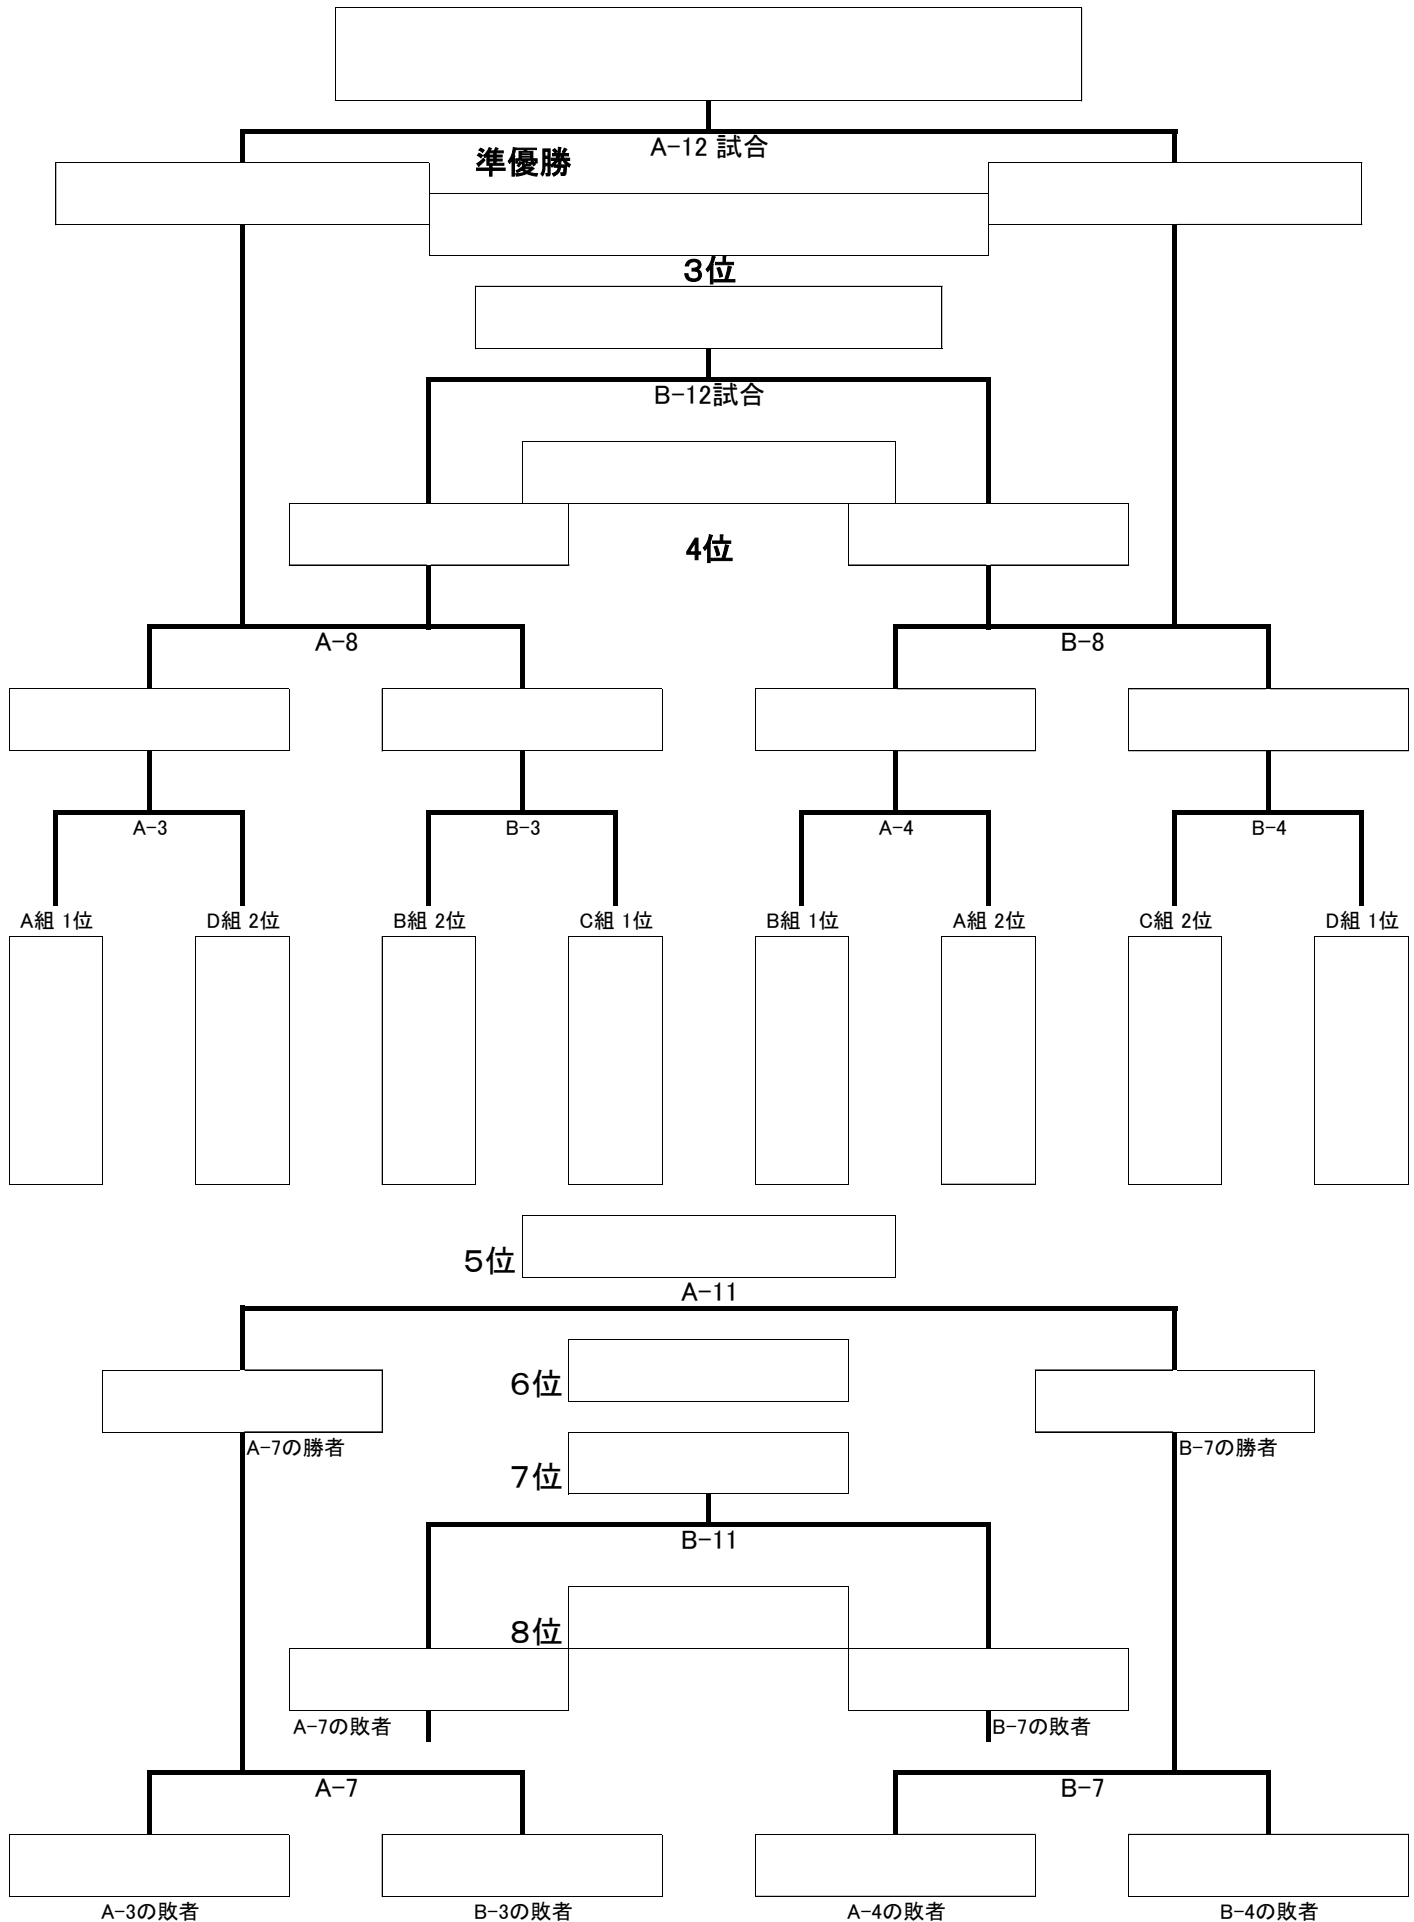 A-12 試合
準優勝
３位
B-12試合
4位
A-8
B-8
A-3
B-3
A-4
B-4
A組 1位
D組 2位
B組 2位
C組 1位
B組 1位
A組 2位
C組 2位
D組 1位
５位
A-11
６位
A-7の勝者
B-7の勝者
７位
B-11
８位
A-7の敗者
B-7の敗者
A-7
B-7
A-3の敗者
B-3の敗者
A-4の敗者
B-4の敗者